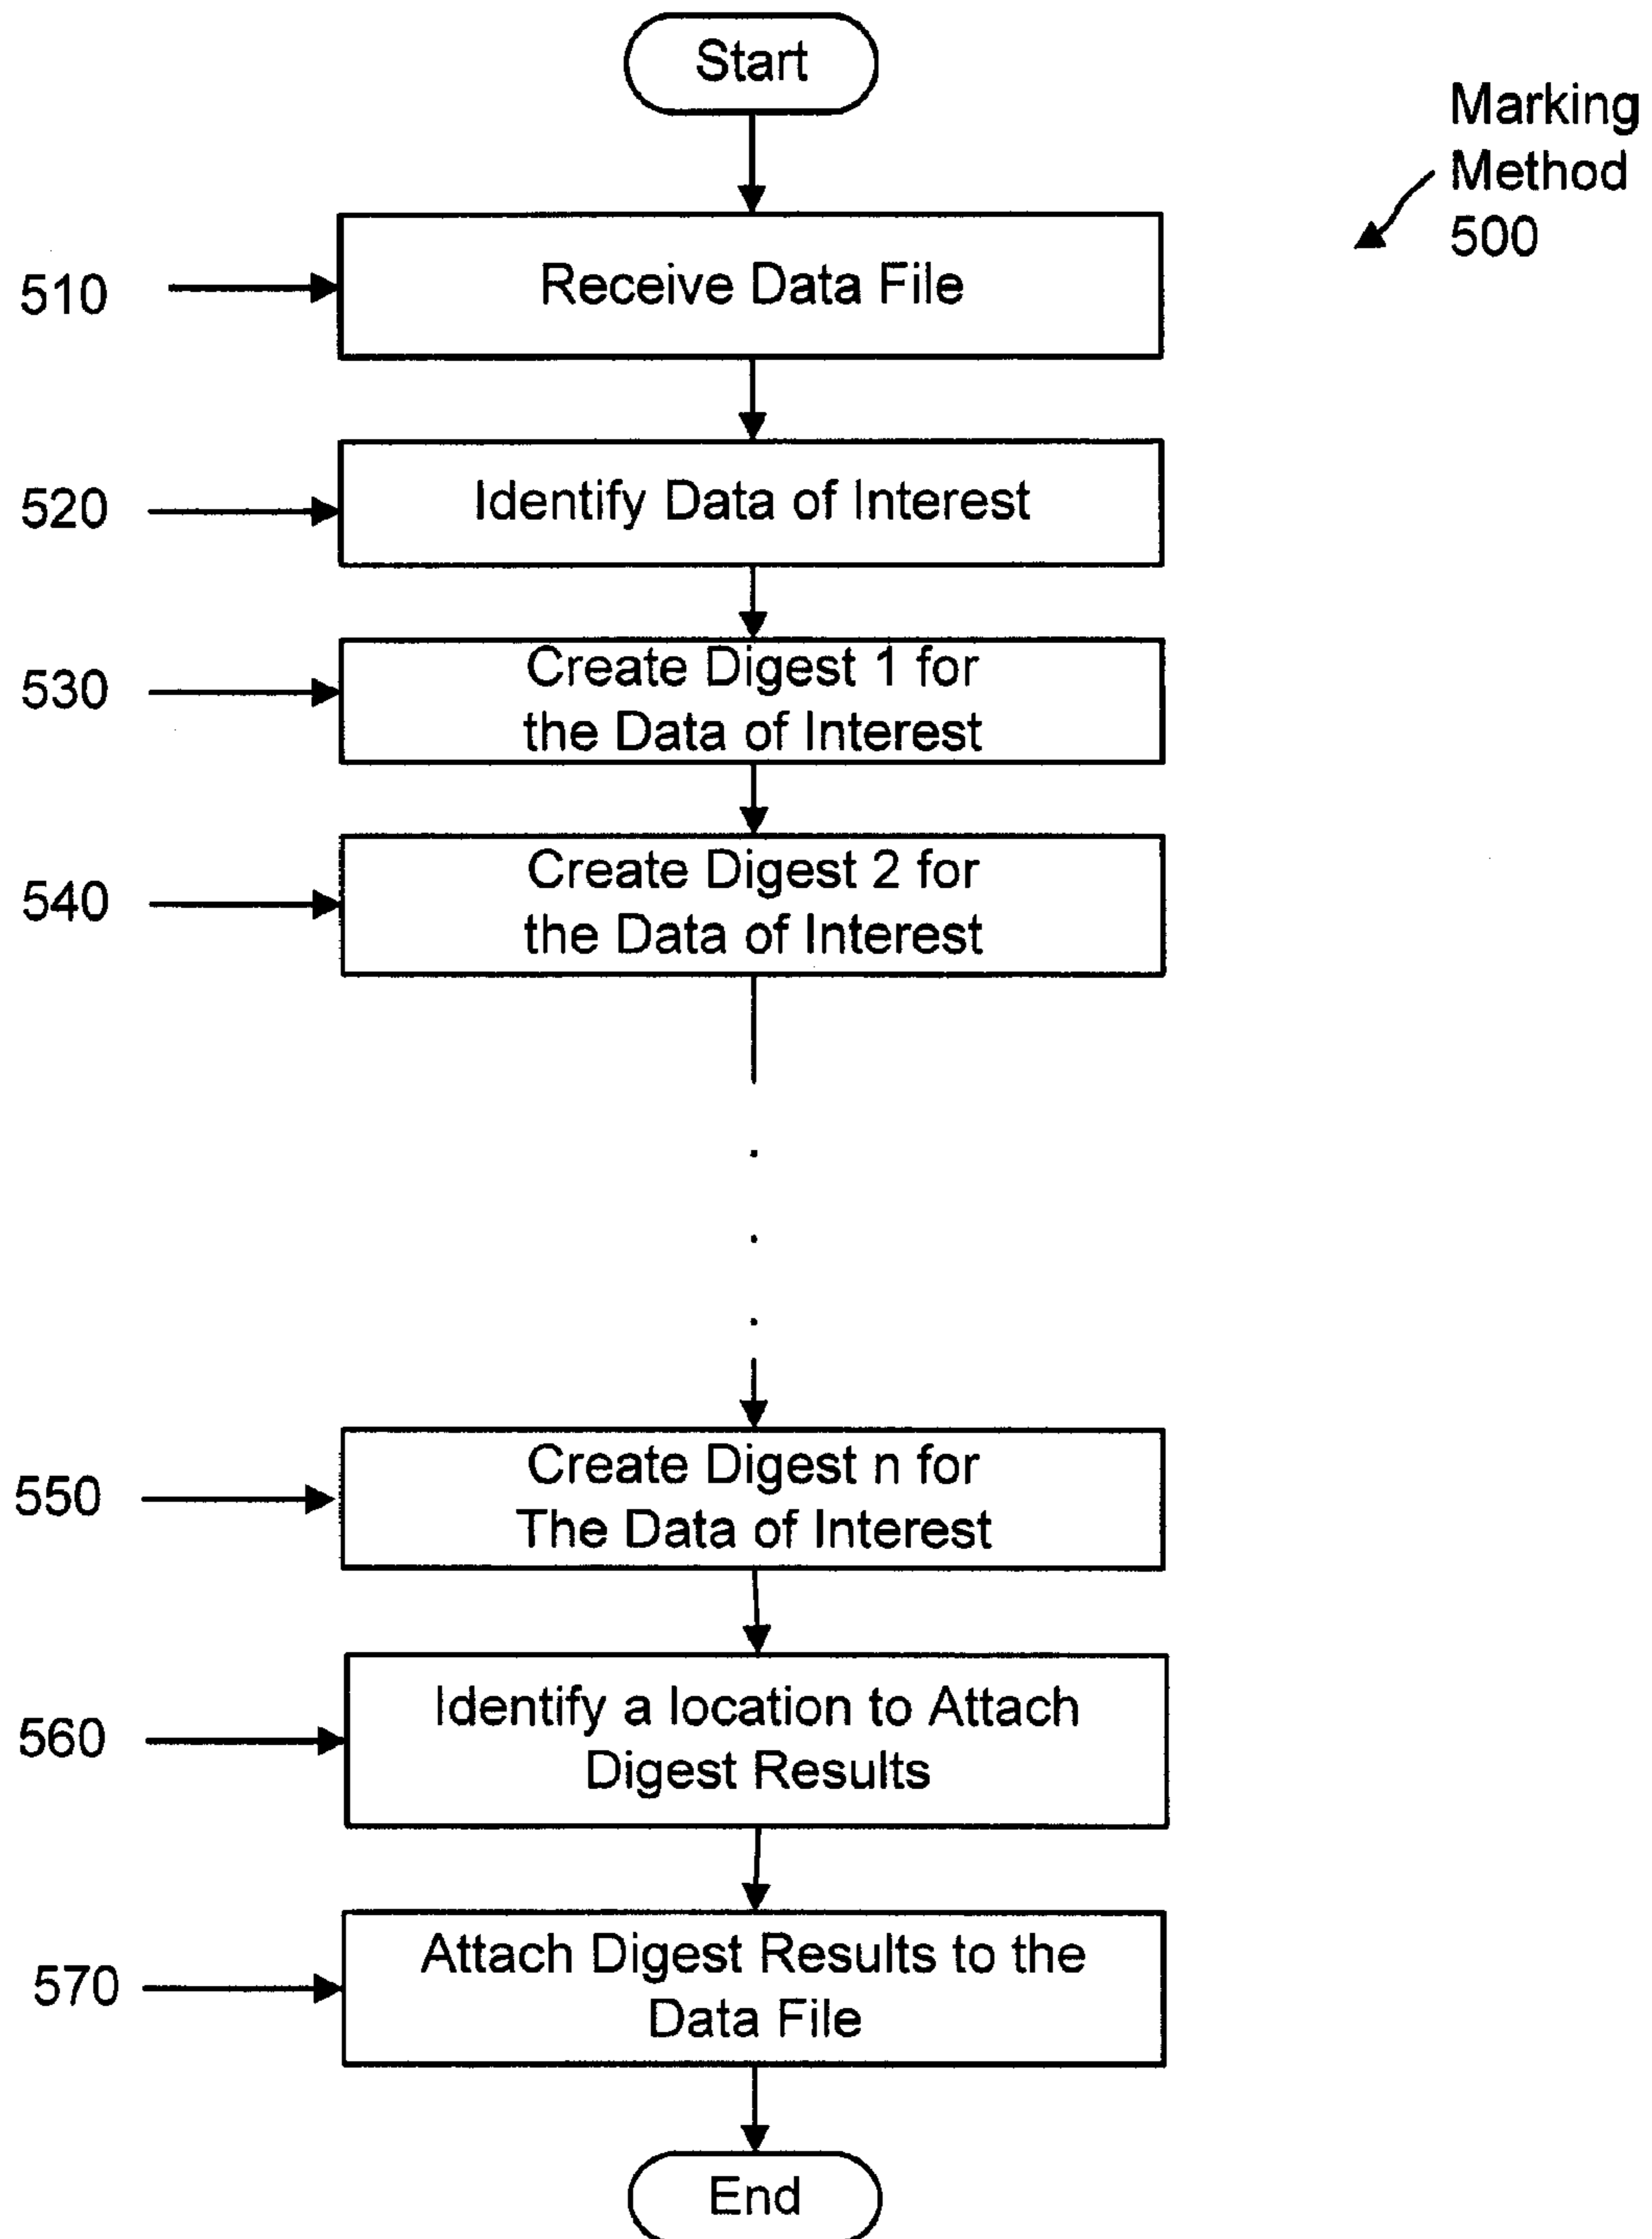 Start
Marking
Method
500
510
Receive Data File
520
Identify Data of Interest
530
Create Digest 1 for
the Data of Interest
540
Create Digest 2 for
the Data of Interest
550
Create Digest n for
The Data of Interest
560
Identify a location to Attach
Digest Results
570
Attach Digest Results to the
Data File
End